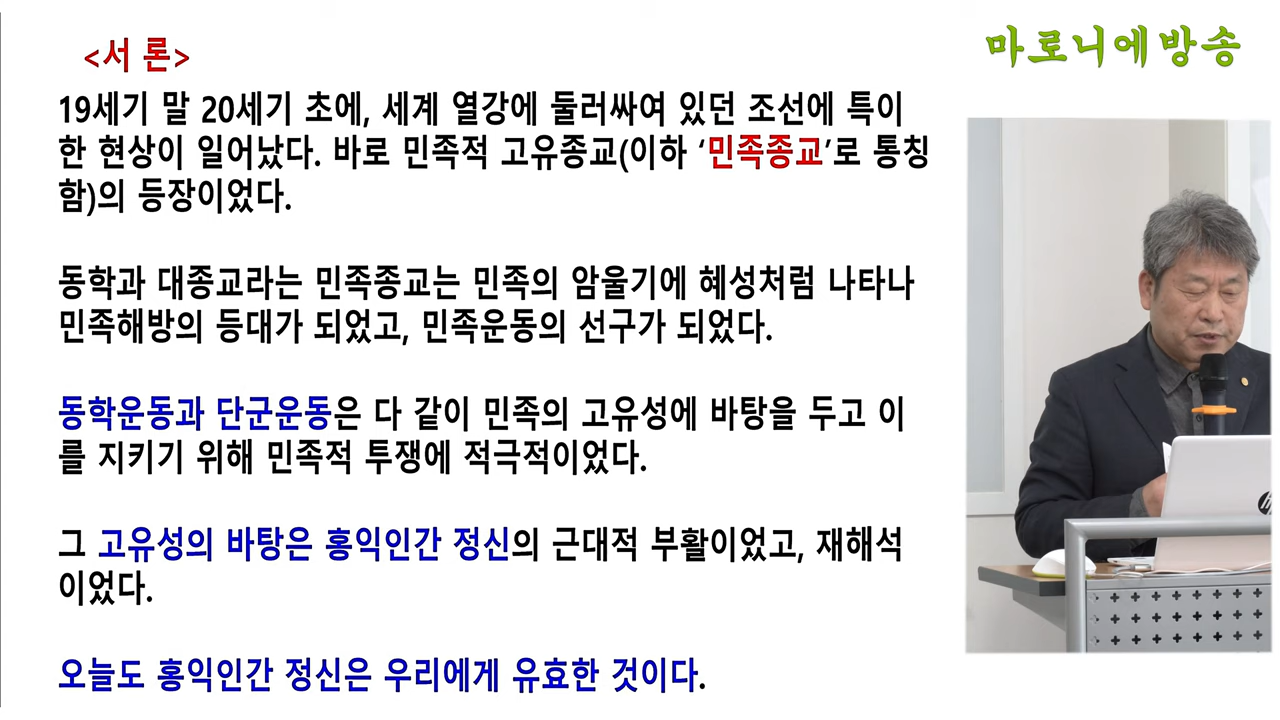 <서 론>
마로니에방송
19세기 말 20세기 초에, 세계 열강에 둘러싸여 있던 조선에 특이
한 현상이 일어났다. 바로 민족적 고유종교(이하 ‘민족종교’로 통칭
함)의 등장이었다.
동학과 대종교라는 민족종교는 민족의 암울기에 혜성처럼 나타나
민족해방의 등대가 되었고, 민족운동의 선구가 되었다.
동학운동과 단군운동은 다 같이 민족의 고유성에 바탕을 두고 이
를 지키기 위해 민족적 투쟁에 적극적이었다.
그 고유성의 바탕은 홍익인간 정신의 근대적 부활이었고, 재해석
이었다.
오늘도 홍익인간 정신은 우리에게 유효한 것이다.
hp